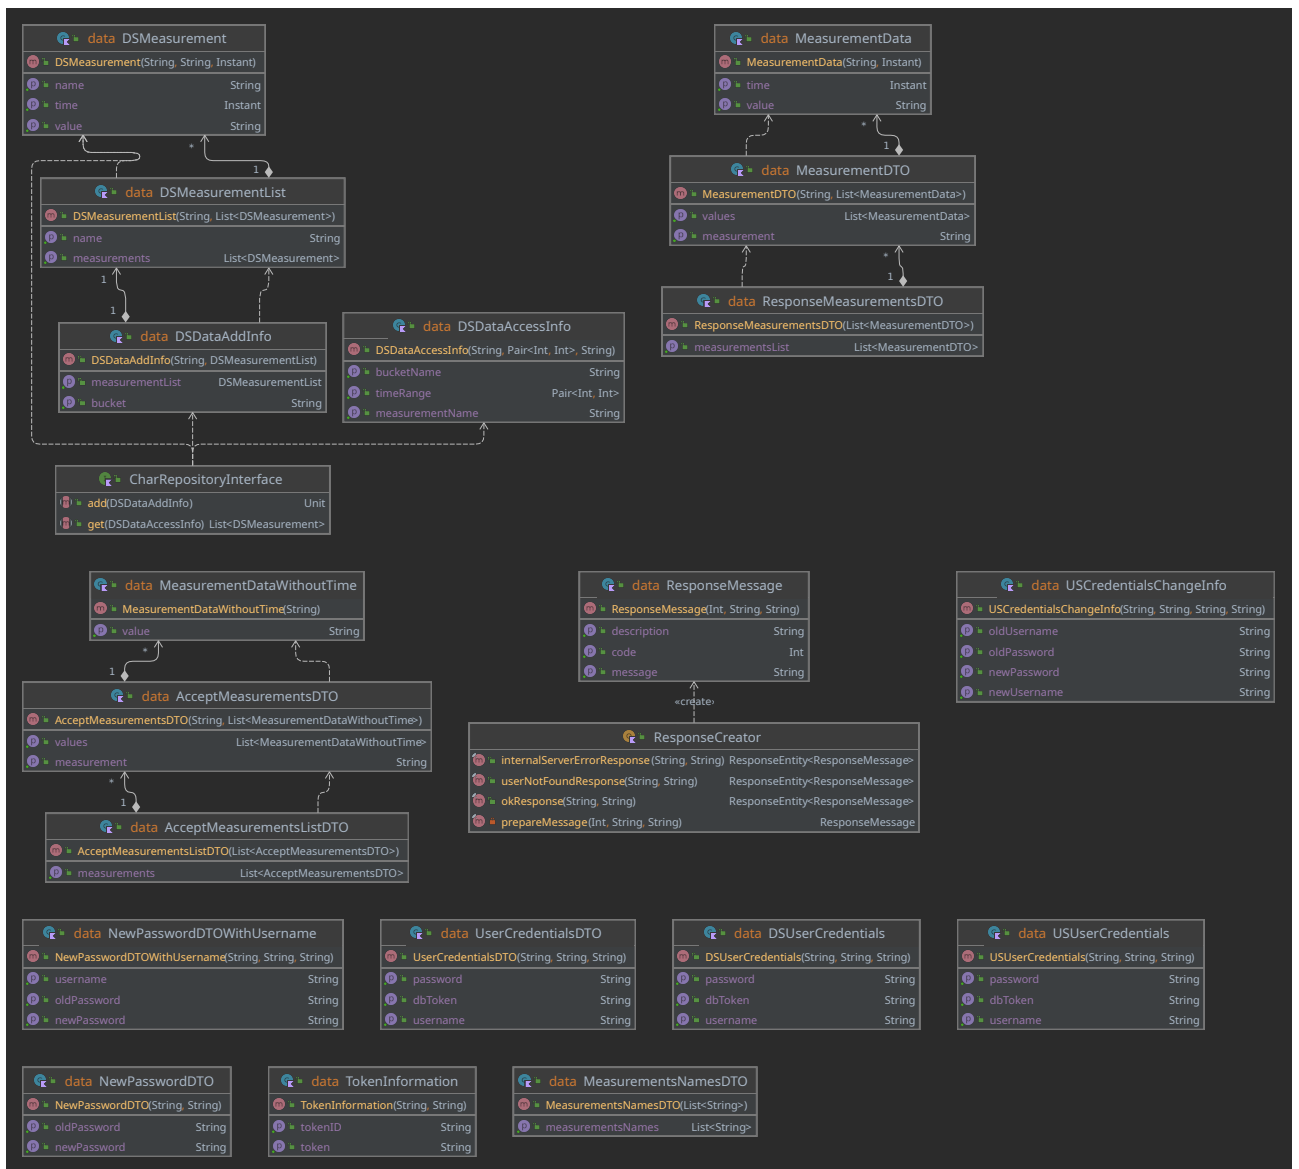 data DSMeasurement
DSMeasurement(String, String, Instant)
name String
time Instant
value String
* 1
data DSMeasurementList
DSMeasurementList(String, List<DSMeasurement>)
name String
measurements List<DSMeasurement>
1
1
data DSDataAddInfo
DSDataAddInfo(String, DSMeasurementList)
measurementList DSMeasurementList
bucket String
data DSDataAccessInfo
DSDataAccessInfo(String, Pair<Int, Int>, String)
bucketName String
timeRange Pair<Int, Int>
measurementName String
CharRepositoryInterface
add(DSDataAddInfo) Unit
get(DSDataAccessInfo) List<DSMeasurement>
data MeasurementData
MeasurementData(String, Instant)
time Instant
value String
*
1
data MeasurementDTO
MeasurementDTO(String, List<MeasurementData>)
values List<MeasurementData>
measurement String
*
1
data ResponseMeasurementsDTO
ResponseMeasurementsDTO(List<MeasurementDTO>)
measurementsList List<MeasurementDTO>
data MeasurementDataWithoutTime
MeasurementDataWithoutTime(String)
value String
*
1
data AcceptMeasurementsDTO
AcceptMeasurementsDTO(String, List<MeasurementDataWithoutTime>)
values List<MeasurementDataWithoutTime>
measurement String
*
1
data AcceptMeasurementsListDTO
AcceptMeasurementsListDTO(List<AcceptMeasurementsDTO>)
measurements List<AcceptMeasurementsDTO>
data ResponseMessage
ResponseMessage(Int, String, String)
description String
code Int
message String
«create»
ResponseCreator
internalServerErrorResponse(String, String) ResponseEntity<ResponseMessage>
userNotFoundResponse(String, String) ResponseEntity<ResponseMessage>
okResponse(String, String) ResponseEntity<ResponseMessage>
prepareMessage(Int, String, String) ResponseMessage
data USCredentialsChangeInfo
USCredentialsChangeInfo(String, String, String, String)
oldUsername String
oldPassword String
newPassword String
newUsername String
data NewPasswordDTOWithUsername
NewPasswordDTOWithUsername(String, String, String)
username String
oldPassword String
newPassword String
data UserCredentialsDTO
UserCredentialsDTO(String, String, String)
password String
dbToken String
username String
data DSUserCredentials
DSUserCredentials(String, String, String)
password String
dbToken String
username String
data USUserCredentials
USUserCredentials(String, String, String)
password String
dbToken String
username String
data NewPasswordDTO
NewPasswordDTO(String, String)
oldPassword String
newPassword String
data TokenInformation
TokenInformation(String, String)
tokenID String
token String
data MeasurementsNamesDTO
MeasurementsNamesDTO(List<String>)
measurementsNames List<String>